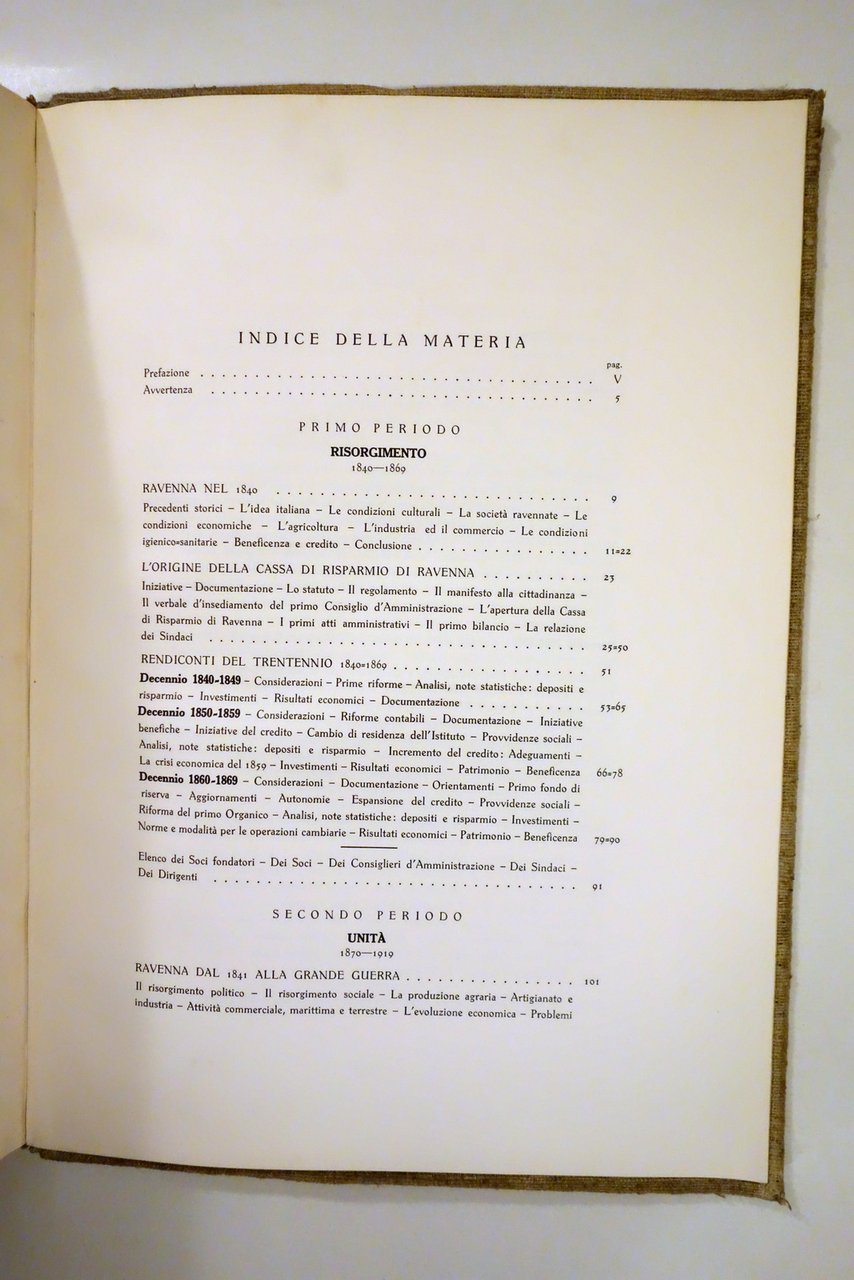 INDICE DELLA MATERIA
pag.
Prefazione . . . . . . . . . . . . . . . . . . . . . . . . . . . . . . . . . . . . V
Avvertenza . . . . . . . . . . . . . . . . . . . . . . . . . . . . . . . . . . . 5
PRIMO PERIODO
RISORGIMENTO
1840—1869
RAVENNA NEL 1840 . . . . . . . . . . . . . . . . . . . . . . . . . . . . 9
Precedenti storici – L'idea italiana – Le condizioni culturali – La società ravennate – Le
condizioni economiche – L'agricoltura – L'industria ed il commercio – Le condizioni
igienico=sanitarie – Beneficenza e credito – Conclusione . . . . . . . . . . . . . . . . 11=22
L'ORIGINE DELLA CASSA DI RISPARMIO DI RAVENNA . . . . . . . . . . 23
Iniziative – Documentazione – Lo statuto – Il regolamento – Il manifesto alla cittadinanza –
Il verbale d'insediamento del primo Consiglio d'Amministrazione – L'apertura della Cassa
di Risparmio di Ravenna – I primi atti amministrativi – Il primo bilancio – La relazione
dei Sindaci . . . . . . . . . . . . . . . . . . . . . . . . . . . . . . . . . . 25=50
RENDICONTI DEL TRENTENNIO 1840=1869 . . . . . . . . . . . . . . . . . . 51
Decennio 1840-1849 – Considerazioni – Prime riforme – Analisi, note statistiche: depositi e
risparmio – Investimenti – Risultati economici – Documentazione . . . . . . . . . . . 53=65
Decennio 1850-1859 – Considerazioni – Riforme contabili – Documentazione – Iniziative
benefiche – Iniziative del credito – Cambio di residenza dell'Istituto – Provvidenze sociali –
Analisi, note statistiche: depositi e risparmio – Incremento del credito: Adeguamenti –
La crisi economica del 1859 – Investimenti – Risultati economici – Patrimonio – Beneficenza 66=78
Decennio 1860-1869 – Considerazioni – Documentazione – Orientamenti – Primo fondo di
riserva – Aggiornamenti – Autonomie – Espansione del credito – Provvidenze sociali –
Riforma del primo Organico – Analisi, note statistiche: depositi e risparmio – Investimenti –
Norme e modalità per le operazioni cambiarie – Risultati economici – Patrimonio – Beneficenza 79=90
Elenco dei Soci fondatori – Dei Soci – Dei Consiglieri d'Amministrazione – Dei Sindaci –
Dei Dirigenti . . . . . . . . . . . . . . . . . . . . . . . . . . . . . . . . . 91
SECONDO PERIODO
UNITÀ
1870—1919
RAVENNA DAL 1841 ALLA GRANDE GUERRA . . . . . . . . . . . . . . . . 101
Il risorgimento politico – Il risorgimento sociale – La produzione agraria – Artigianato e
industria – Attività commerciale, marittima e terrestre – L'evoluzione economica – Problemi